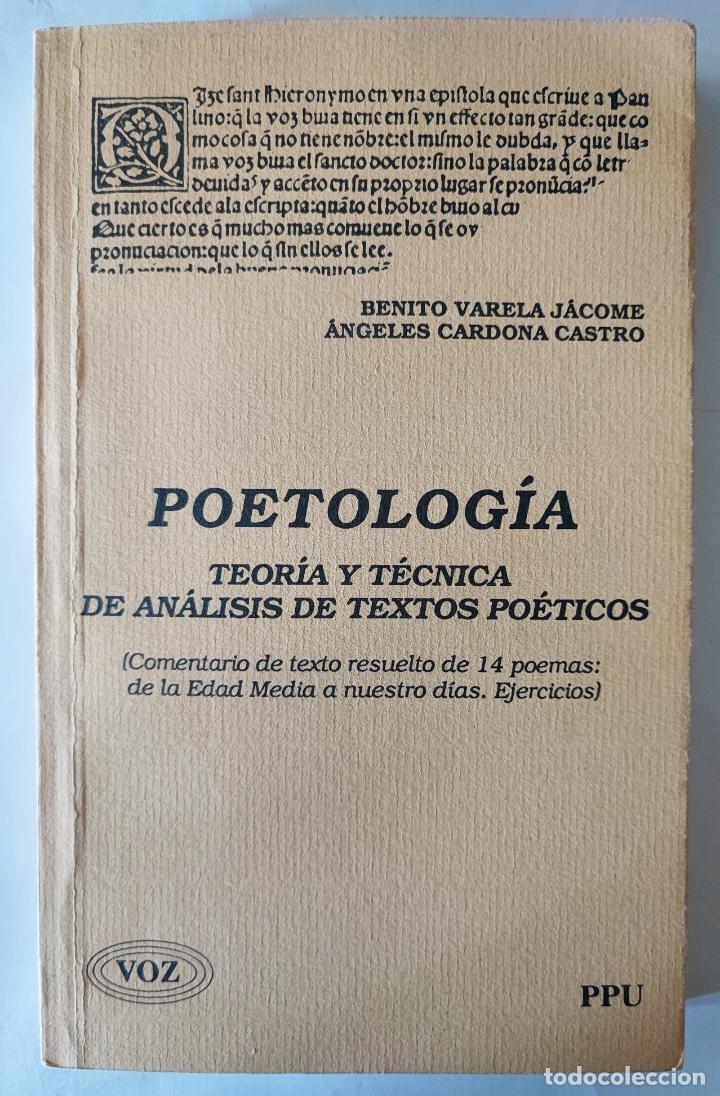 Dize sant Hieronymo en vna epistola que escriue a Pau
lino: q̃ la voz biua tiene en si vn effecto tan grãde: que co
mo cosa q̃ no tiene nõbre: el mismo le dubda, y que lla-
ma voz biua el sancto doctor: sino la palabra q̃ cõ letr
deuidas y accẽto en su proprio lugar se pronũcia:
en tanto escede ala escripta: quãto el hõbre biuo al
Que cierto es q̃ mucho mas conuene lo q̃ se oy
pronunciacion: que lo q̃ sin ellos se lee.
BENITO VARELA JÁCOME
ÁNGELES CARDONA CASTRO
POETOLOGÍA
TEORÍA Y TÉCNICA
DE ANÁLISIS DE TEXTOS POÉTICOS
(Comentario de texto resuelto de 14 poemas:
de la Edad Media a nuestro días. Ejercicios)
VOZ
PPU
todocoleccion